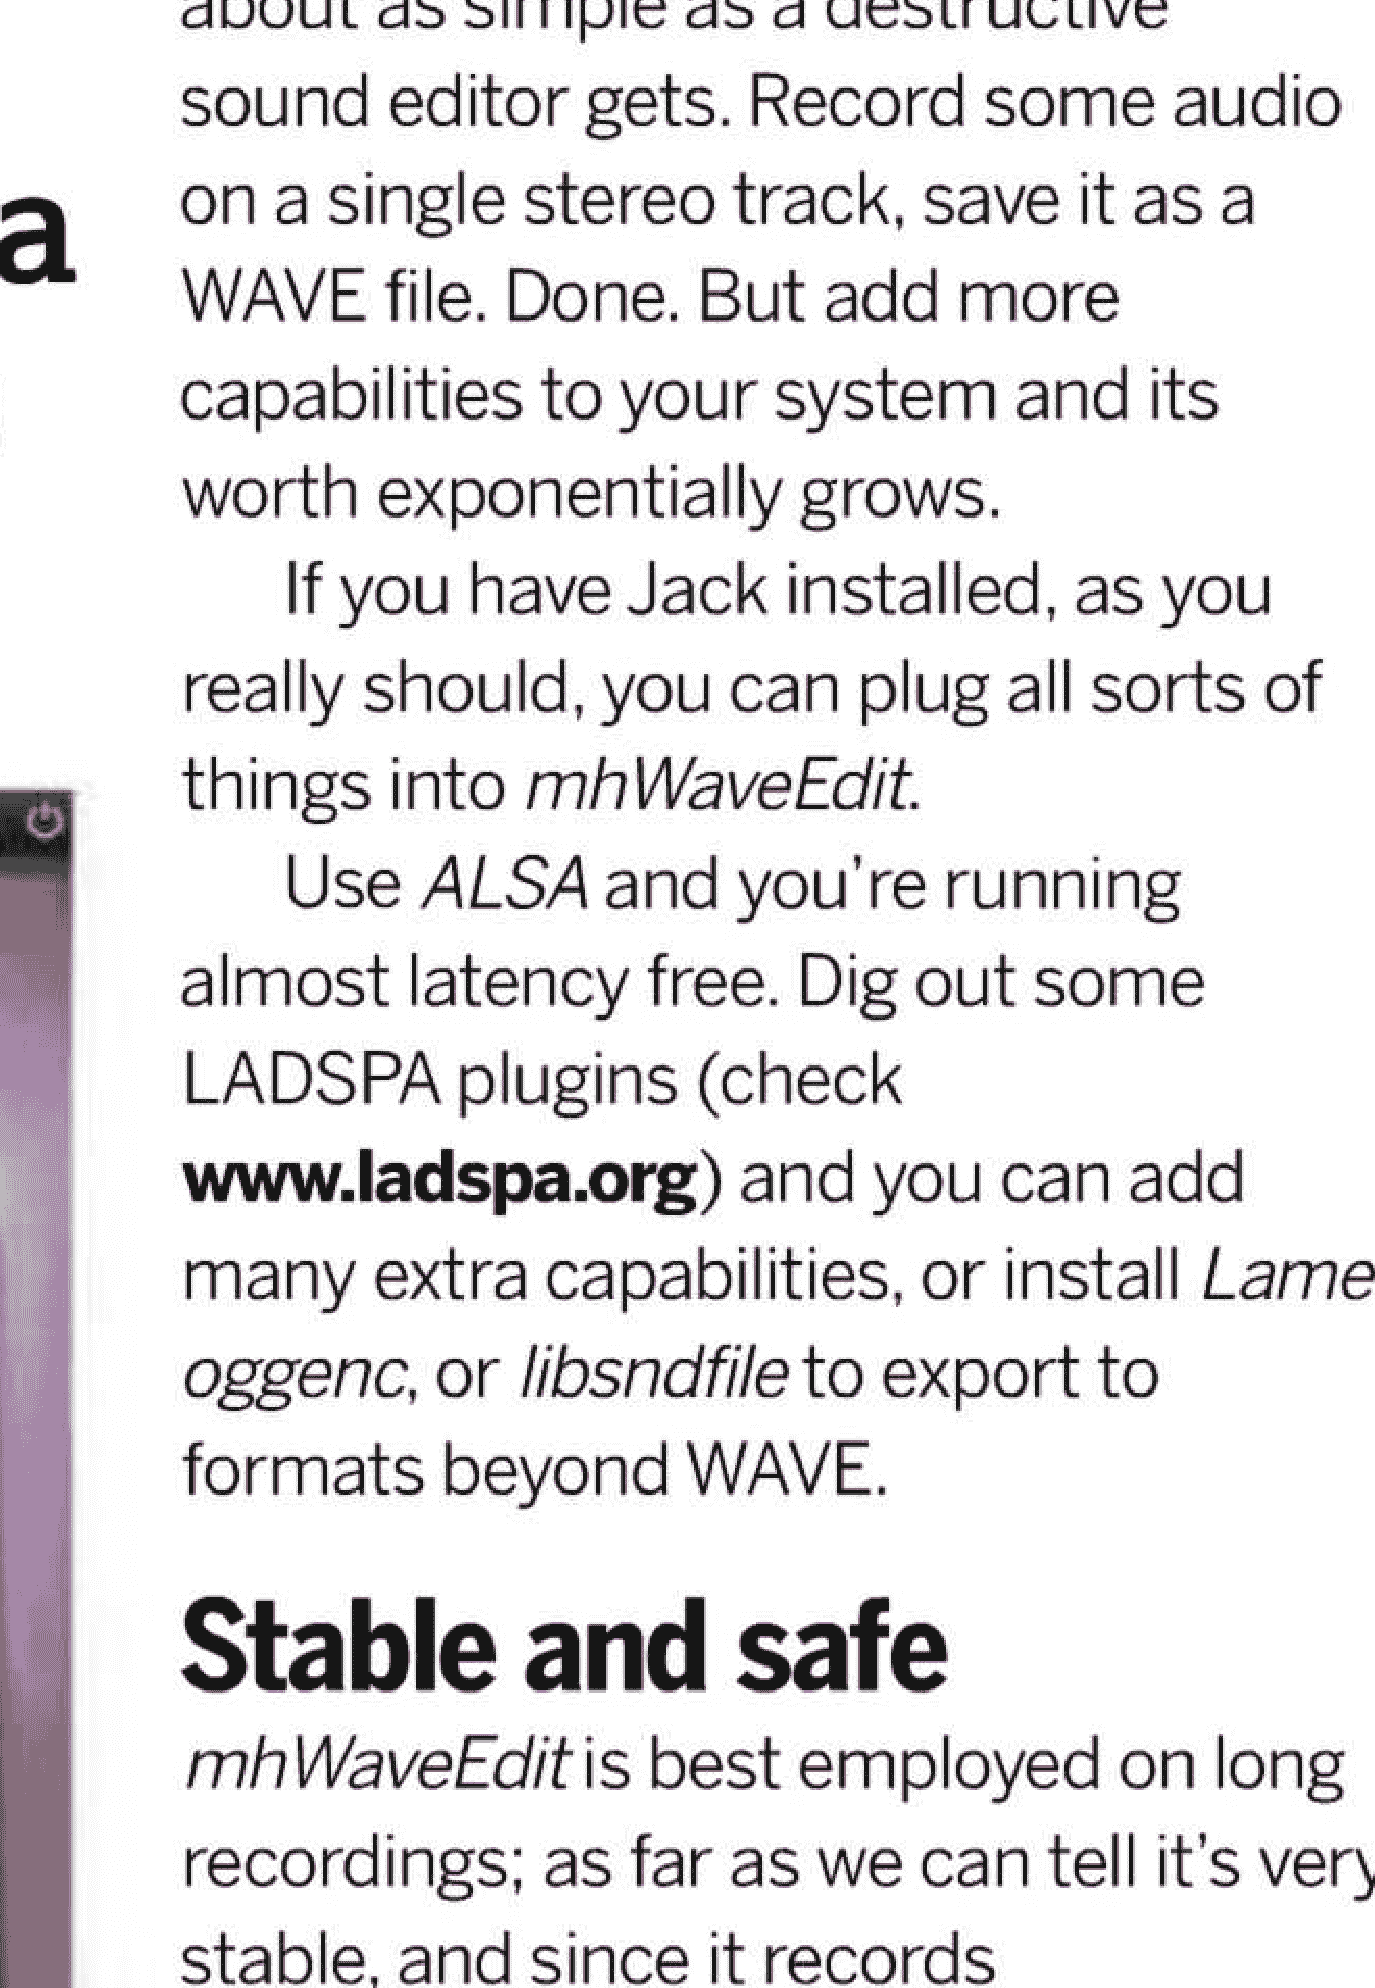 about as simple as a destructive
sound editor gets. Record some audio
on a single stereo track, save it as a
WAVE file. Done. But add more
capabilities to your system and its
worth exponentially grows.
If you have Jack installed, as you
really should, you can plug all sorts of
things into mhWaveEdit.
Use ALSA and you're running
almost latency free. Dig out some
LADSPA plugins (check
www.ladspa.org) and you can add
many extra capabilities, or install Lame
oggenc, or libsndfile to export to
formats beyond WAVE.
Stable and safe
mhWaveEdit is best employed on long
recordings; as far as we can tell it's very
stable, and since it records
a